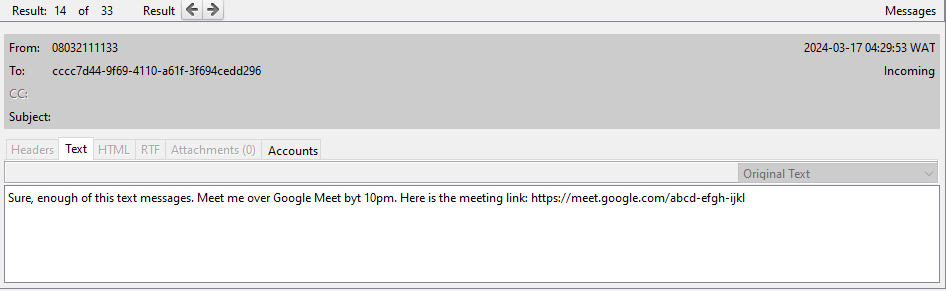 Result: 14 of 33 Result Messages
From: 08032111133 2024-03-17 04:29:53 WAT
To: cccc7d44-9f69-4110-a61f-3f694cedd296 Incoming
CC:
Subject:
Headers Text HTML RTF Attachments (0) Accounts
Original Text
Sure, enough of this text messages. Meet me over Google Meet byt 10pm. Here is the meeting link: https://meet.google.com/abcd-efgh-ijkl